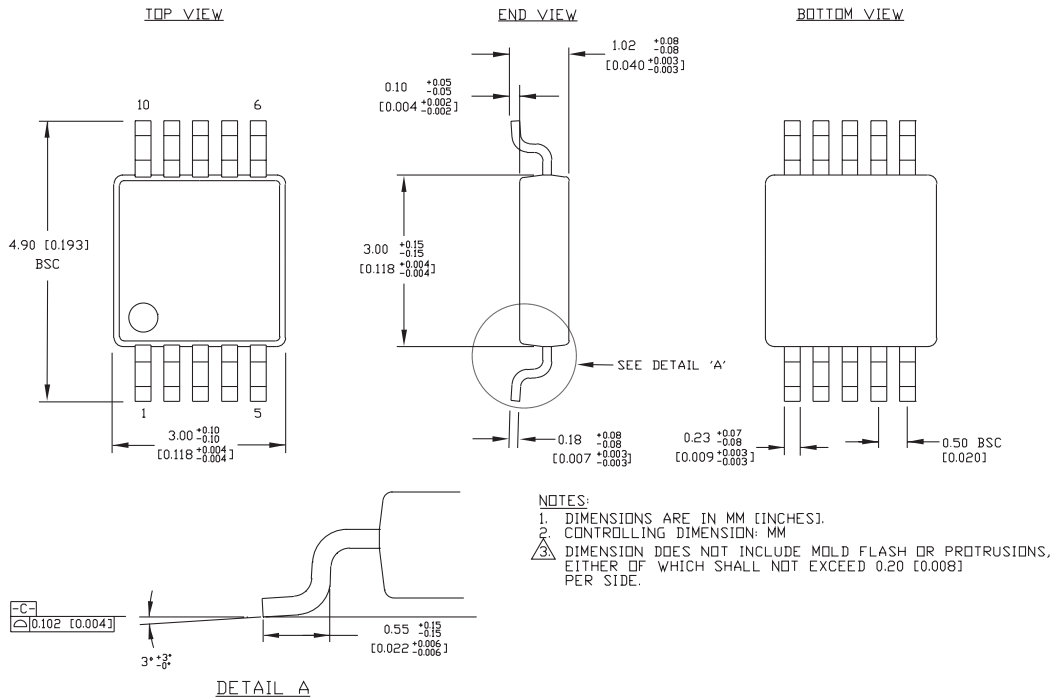 TOP VIEW
END VIEW
BOTTOM VIEW
10
6
4.90 [0.193]
BSC
1
5
3.00 +0.10 -0.10
[0.118 +0.004 -0.004]
1.02 +0.08 -0.08
[0.040 +0.003 -0.003]
0.10 +0.05 -0.05
[0.004 +0.002 -0.002]
3.00 +0.15 -0.15
[0.118 +0.004 -0.004]
SEE DETAIL 'A'
0.18 +0.08 -0.08
[0.007 +0.003 -0.003]
0.23 +0.07 -0.08
[0.009 +0.003 -0.003]
0.50 BSC
[0.020]
NOTES:
1. DIMENSIONS ARE IN MM [INCHES].
2. CONTROLLING DIMENSION: MM
3. DIMENSION DOES NOT INCLUDE MOLD FLASH OR PROTRUSIONS,
EITHER OF WHICH SHALL NOT EXCEED 0.20 [0.008]
PER SIDE.
-C-
⌓ 0.102 [0.004]
3° +3° -0°
0.55 +0.15 -0.15
[0.022 +0.006 -0.006]
DETAIL A